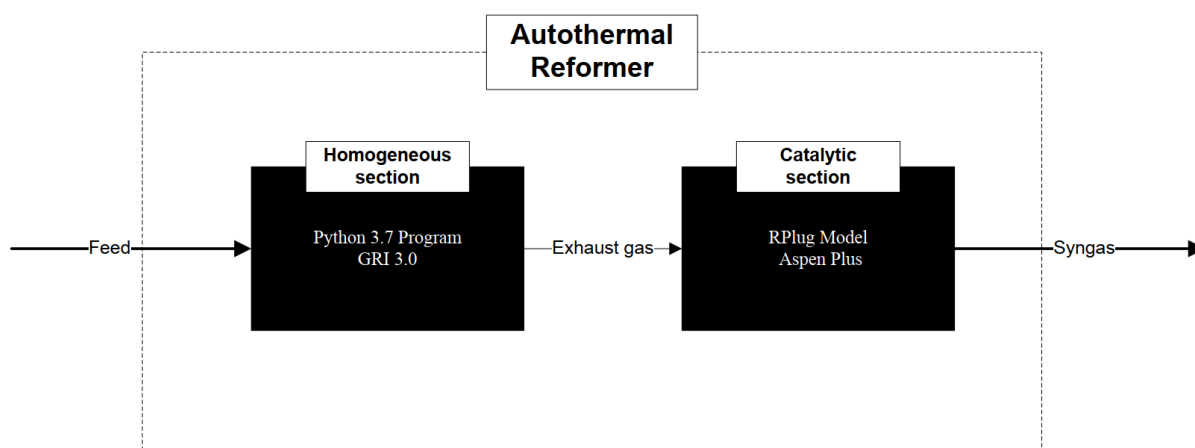 Autothermal
Reformer
Homogeneous
section
Catalytic
section
Feed
Python 3.7 Program
GRI 3.0
Exhaust gas
RPlug Model
Aspen Plus
Syngas